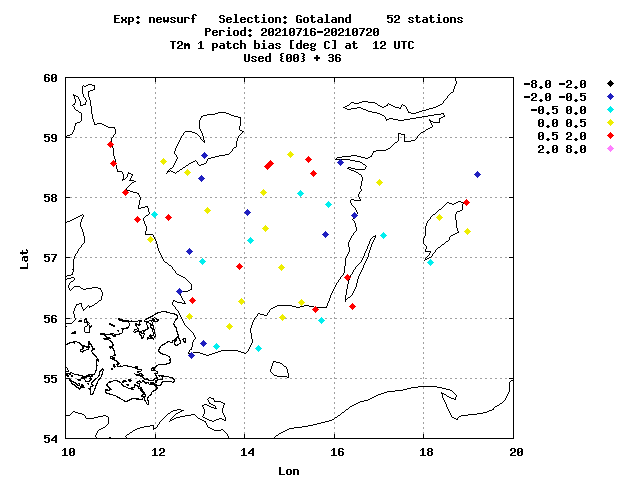 Exp: newsurf Selection: Gotaland 52 stations
Period: 20210716-20210720
T2m 1 patch bias [deg C] at 12 UTC
Used {00} + 36
-8.0 -2.0
-2.0 -0.5
-0.5 0.0
0.0 0.5
0.5 2.0
2.0 8.0
60
59
58
57
56
55
54
Lat
10 12 14 16 18 20
Lon